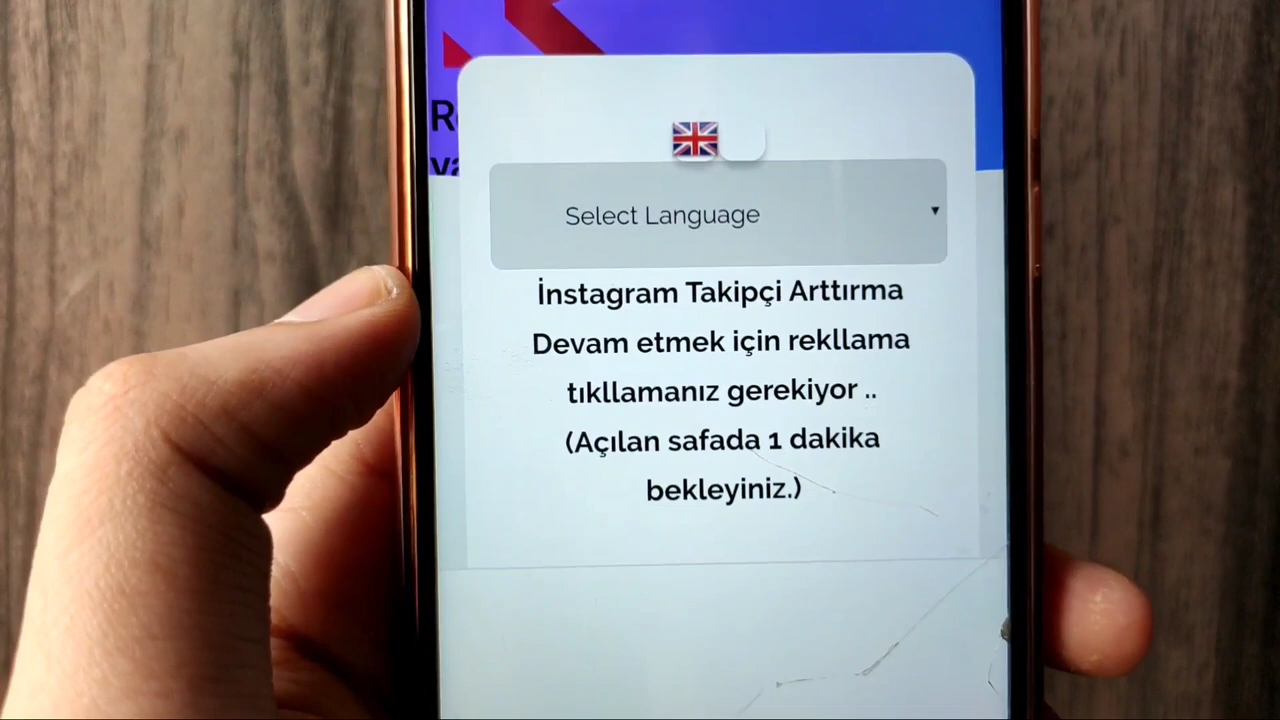 Select Language
İnstagram Takipçi Arttırma
Devam etmek için rekllama
tıkllamanız gerekiyor ..
(Açılan safada 1 dakika
bekleyiniz.)